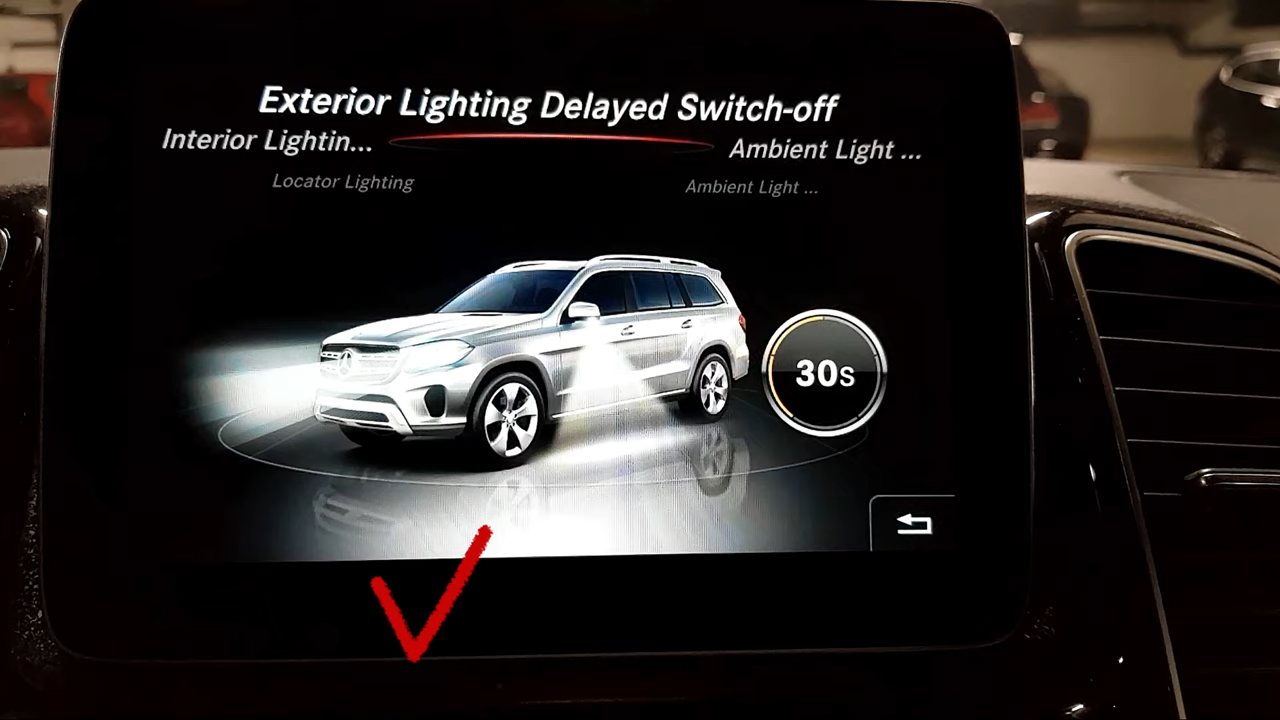 Exterior Lighting Delayed Switch-off
Interior Lightin...
Ambient Light ...
Locator Lighting
Ambient Light ...
30s